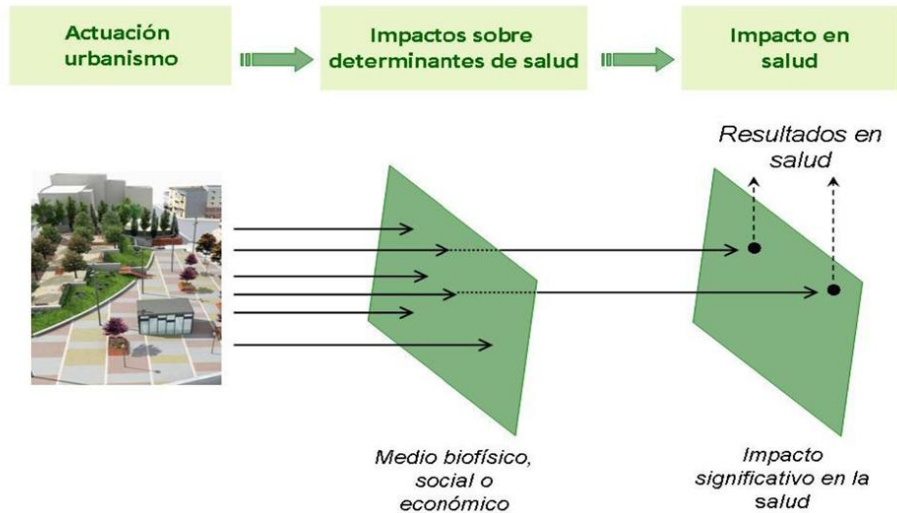 Actuación
urbanismo
Impactos sobre
determinantes de salud
Impacto en
salud
Resultados en
salud
Medio biofísico,
social o
económico
Impacto
significativo en la
salud